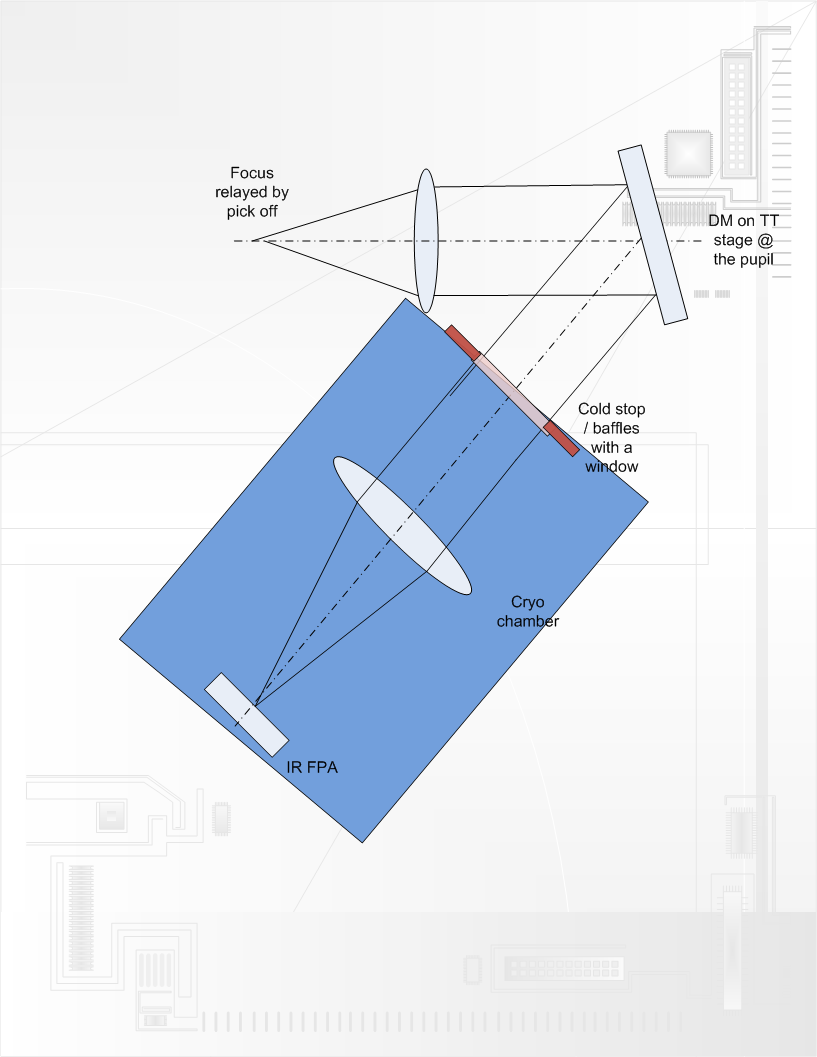 Focus
relayed by
pick off
DM on TT
stage @
the pupil
Cold stop
/ baffles
with a
window
Cryo
chamber
IR FPA